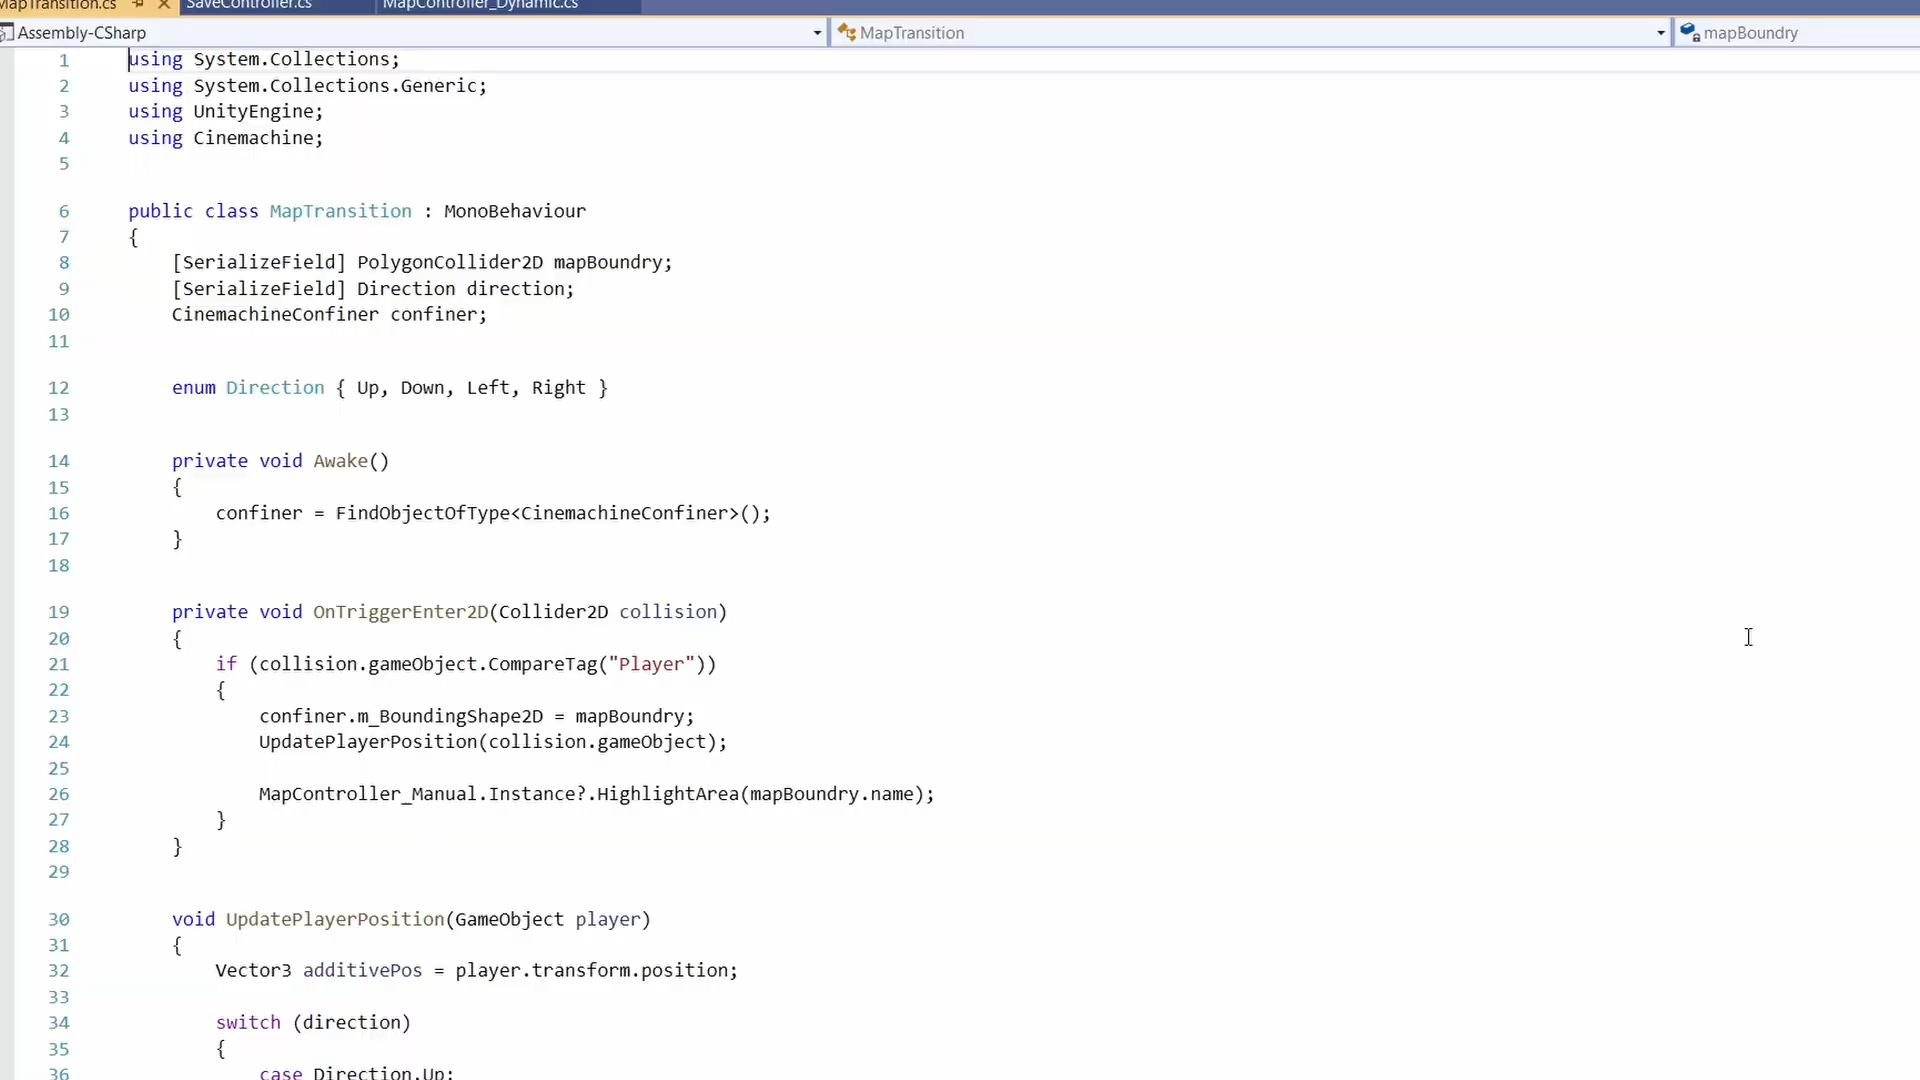 MapTransition.cs SaveController.cs MapController_Dynamic.cs
Assembly-CSharp MapTransition mapBoundry
1 using System.Collections;
2 using System.Collections.Generic;
3 using UnityEngine;
4 using Cinemachine;
5
6 public class MapTransition : MonoBehaviour
7 {
8 [SerializeField] PolygonCollider2D mapBoundry;
9 [SerializeField] Direction direction;
10 CinemachineConfiner confiner;
11
12 enum Direction { Up, Down, Left, Right }
13
14 private void Awake()
15 {
16 confiner = FindObjectOfType<CinemachineConfiner>();
17 }
18
19 private void OnTriggerEnter2D(Collider2D collision)
20 {
21 if (collision.gameObject.CompareTag("Player"))
22 {
23 confiner.m_BoundingShape2D = mapBoundry;
24 UpdatePlayerPosition(collision.gameObject);
25
26 MapController_Manual.Instance?.HighlightArea(mapBoundry.name);
27 }
28 }
29
30 void UpdatePlayerPosition(GameObject player)
31 {
32 Vector3 additivePos = player.transform.position;
33
34 switch (direction)
35 {
36 case Direction.Up: